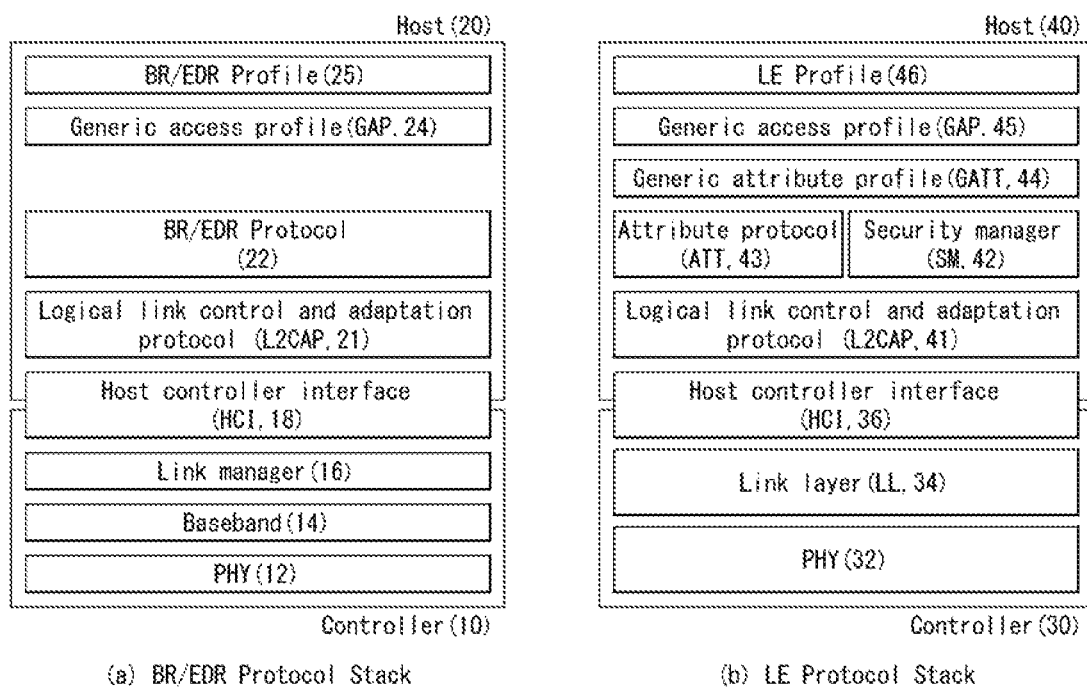 Host(20)
BR/EDR Profile(25)
Generic access profile(GAP, 24)
BR/EDR Protocol
(22)
Logical link control and adaptation
protocol (L2CAP, 21)
Host controller interface
(HCI, 18)
Link manager(16)
Baseband(14)
PHY(12)
Controller(10)
(a) BR/EDR Protocol Stack
Host(40)
LE Profile(46)
Generic access profile(GAP, 45)
Generic attribute profile(GATT, 44)
Attribute protocol
(ATT, 43)
Security manager
(SM, 42)
Logical link control and adaptation
protocol (L2CAP, 41)
Host controller interface
(HCI, 36)
Link layer(LL, 34)
PHY(32)
Controller(30)
(b) LE Protocol Stack